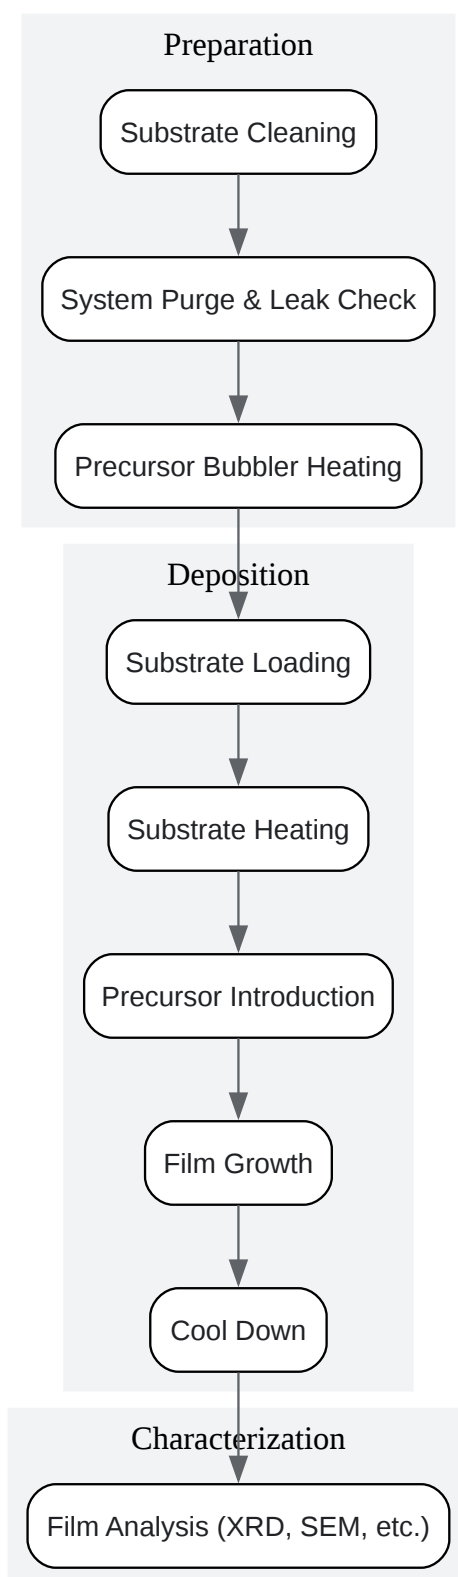 Preparation
Substrate Cleaning
System Purge & Leak Check
Precursor Bubbler Heating
Deposition
Substrate Loading
Substrate Heating
Precursor Introduction
Film Growth
Cool Down
Characterization
Film Analysis (XRD, SEM, etc.)